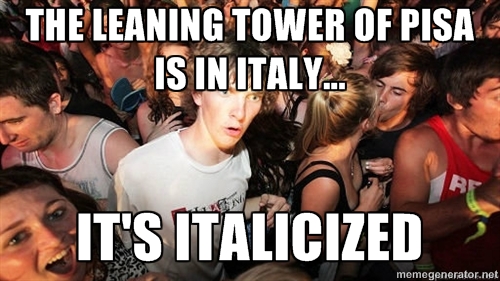 THE LEANING TOWER OF PISA
IS IN ITALY...
IT'S ITALICIZED
memegenerator.net